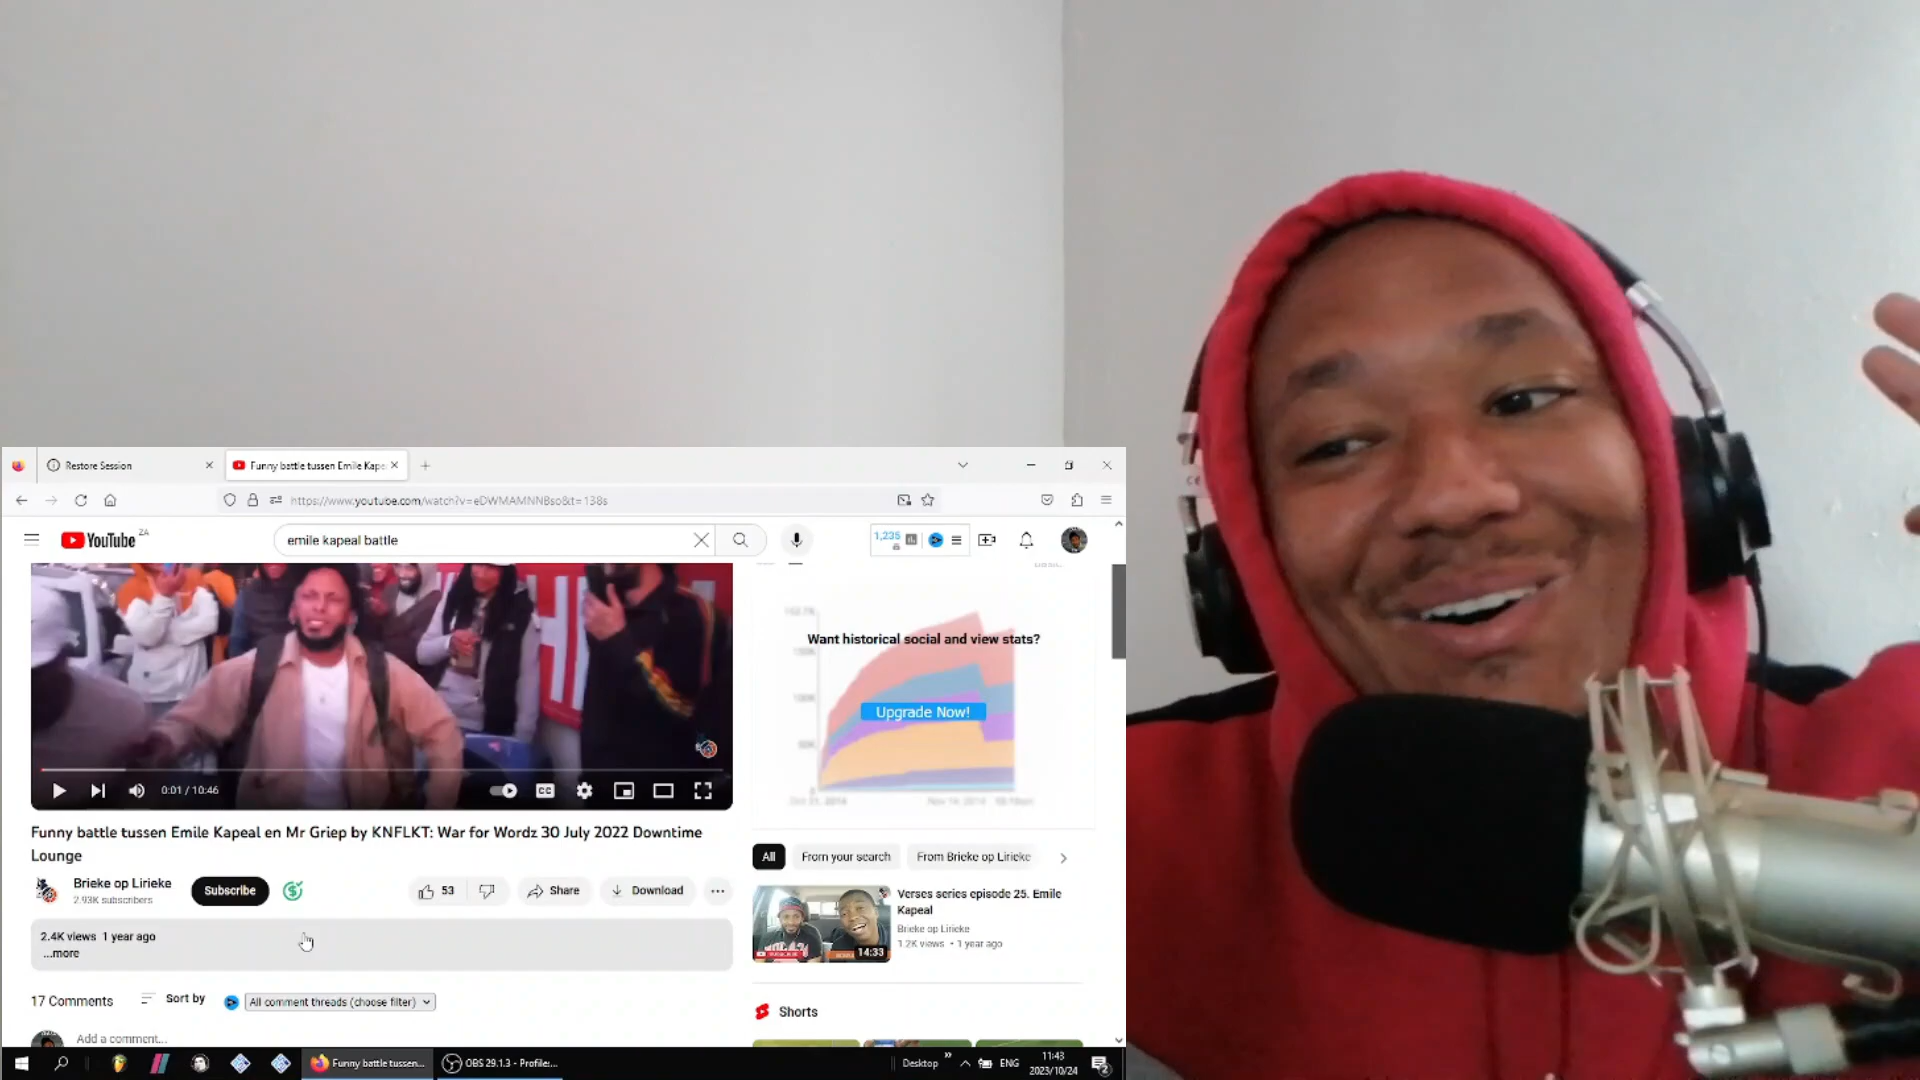 Restore Session
Funny battle tussen Emile Kape
https://www.youtube.com/watch?v=eDWMAMNNBso&t=138s
YouTube ZA
emile kapeal battle
1,235
Want historical social and view stats?
Upgrade Now!
0:01 / 10:46
CC
Funny battle tussen Emile Kapeal en Mr Griep by KNFLKT: War for Wordz 30 July 2022 Downtime
Lounge
Brieke op Lirieke
2.93K subscribers
Subscribe
53
Share
Download
2.4K views 1 year ago
...more
17 Comments
Sort by
All comment threads (choose filter)
Add a comment...
All
From your search
From Brieke op Lirieke
Verses series episode 25. Emile
Kapeal
Brieke op Lirieke
1.2K views • 1 year ago
14:33
Shorts
Funny battle tussen...
OBS 29.1.3 - Profile:...
Desktop
ENG
11:43
2023/10/24
2